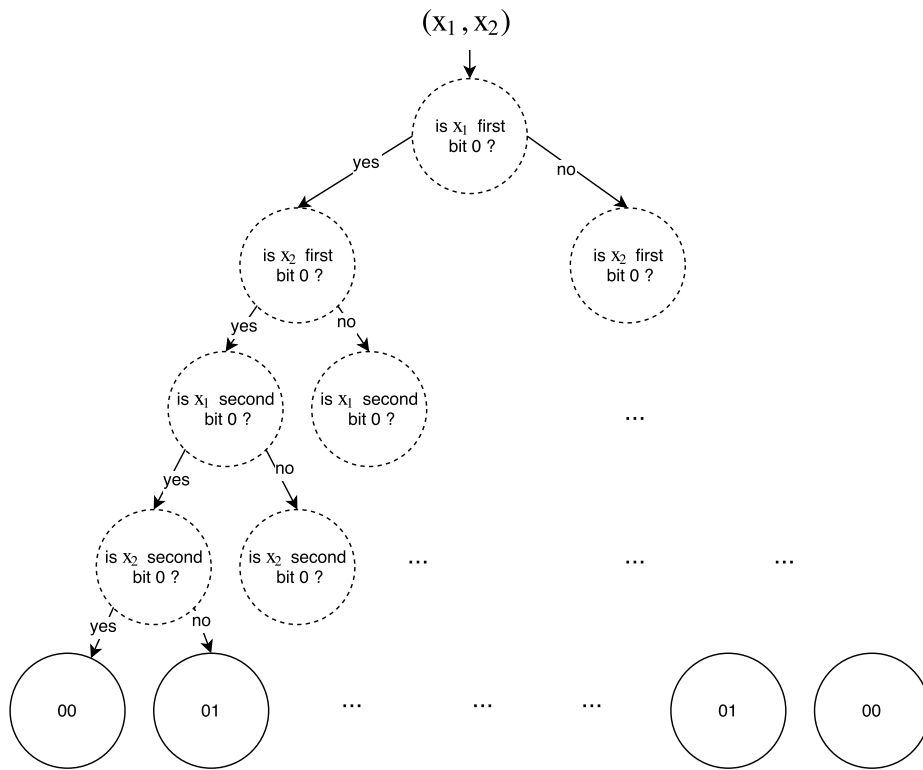 (x₁ , x₂)
is x₁ first
bit 0 ?
yes
no
is x₂ first
bit 0 ?
is x₂ first
bit 0 ?
yes
no
is x₁ second
bit 0 ?
is x₁ second
bit 0 ?
...
yes
no
is x₂ second
bit 0 ?
is x₂ second
bit 0 ?
...
...
...
yes
no
00
01
...
...
...
01
00